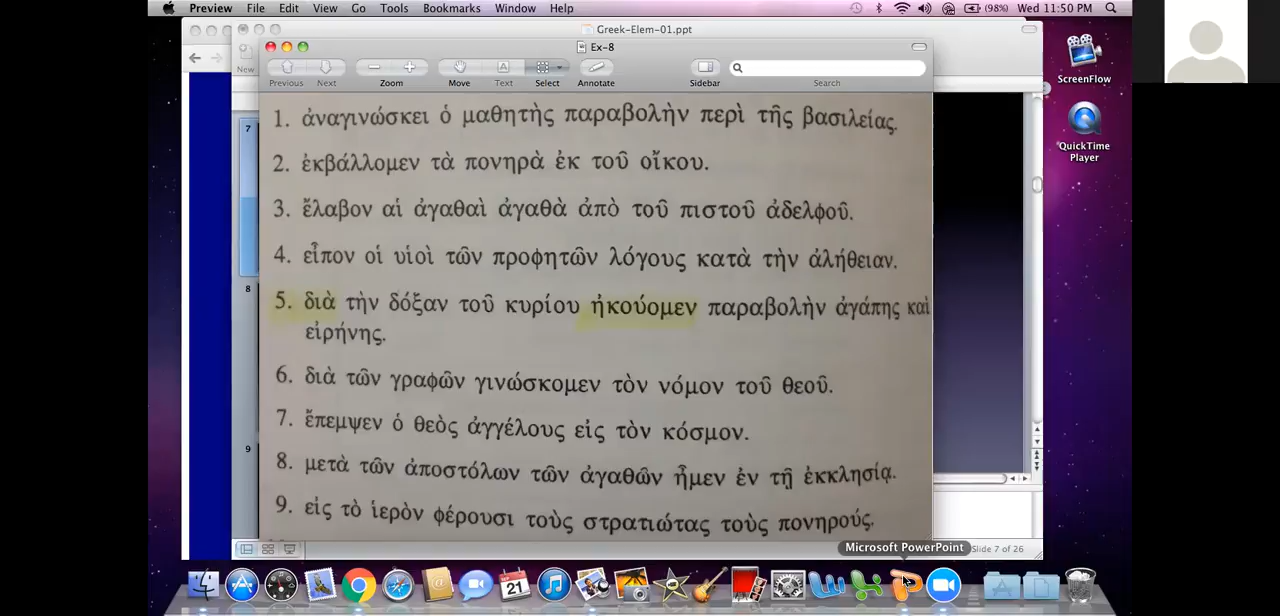 Preview File Edit View Go Tools Bookmarks Window Help (98%) Wed 11:50 PM
Greek-Elem-01.ppt
Ex-8
New
Previous Next Zoom Move Text Select Annotate Sidebar Search
ScreenFlow
QuickTime
Player
7
1. ἀναγινώσκει ὁ μαθητὴς παραβολὴν περὶ τῆς βασιλείας.
2. ἐκβάλλομεν τὰ πονηρὰ ἐκ τοῦ οἴκου.
3. ἔλαβον αἱ ἀγαθαὶ ἀγαθὰ ἀπὸ τοῦ πιστοῦ ἀδελφοῦ.
4. εἶπον οἱ υἱοὶ τῶν προφητῶν λόγους κατὰ τὴν ἀλήθειαν.
8
5. διὰ τὴν δόξαν τοῦ κυρίου ἠκούομεν παραβολὴν ἀγάπης καὶ
εἰρήνης.
6. διὰ τῶν γραφῶν γινώσκομεν τὸν νόμον τοῦ θεοῦ.
7. ἔπεμψεν ὁ θεὸς ἀγγέλους εἰς τὸν κόσμον.
9
8. μετὰ τῶν ἀποστόλων τῶν ἀγαθῶν ἦμεν ἐν τῇ ἐκκλησίᾳ.
9. εἰς τὸ ἱερὸν φέρουσι τοὺς στρατιώτας τοὺς πονηρούς.
Microsoft PowerPoint
Slide 7 of 26
21